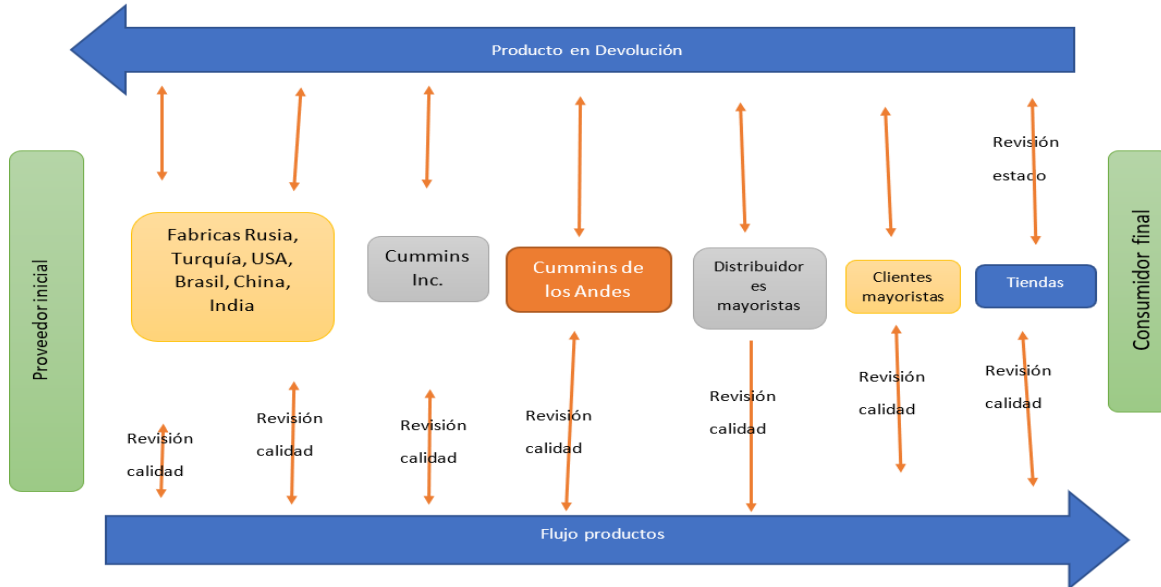 Producto en Devolución
Revisión
estado
Proveedor inicial
Fabricas Rusia,
Turquía, USA,
Brasil, China,
India
Cummins
Inc.
Cummins de
los Andes
Distribuidor
es
mayoristas
Clientes
mayoristas
Tiendas
Consumidor final
Revisión
calidad
Revisión
calidad
Revisión
calidad
Revisión
calidad
Revisión
calidad
Revisión
calidad
Revisión
calidad
Flujo productos